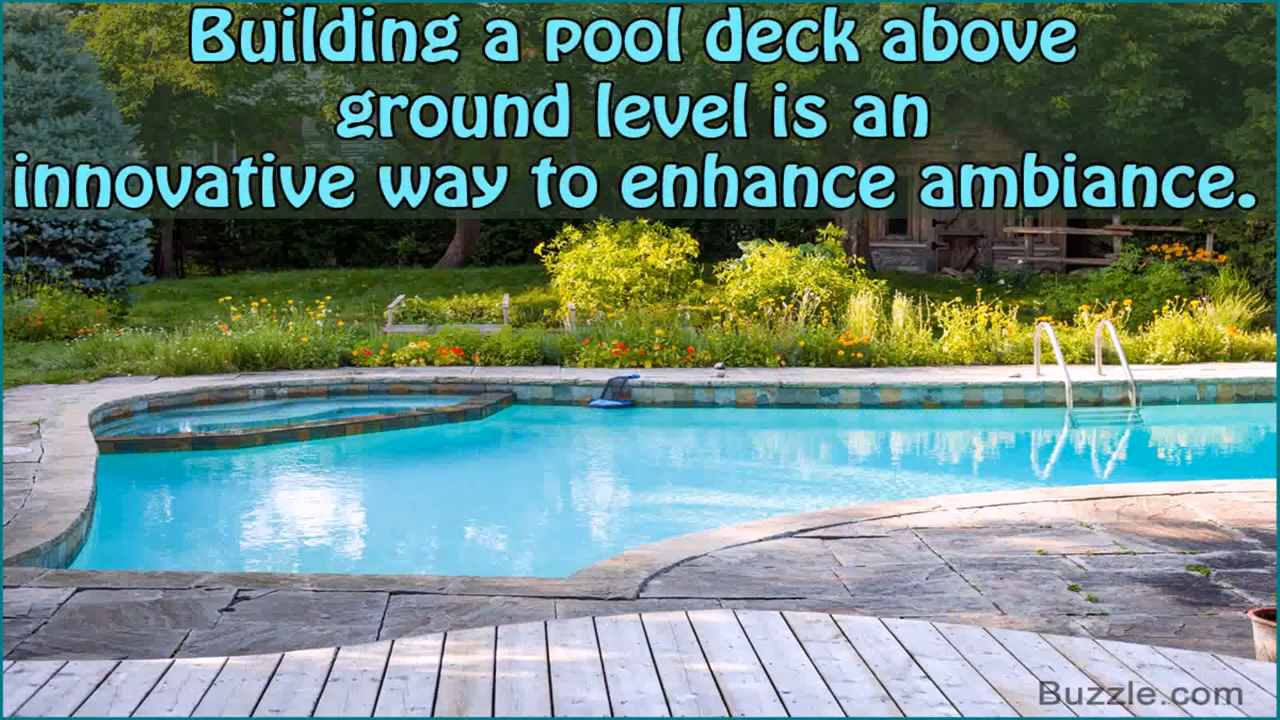 Building a pool deck above
ground level is an
innovative way to enhance ambiance.
Buzzle.com